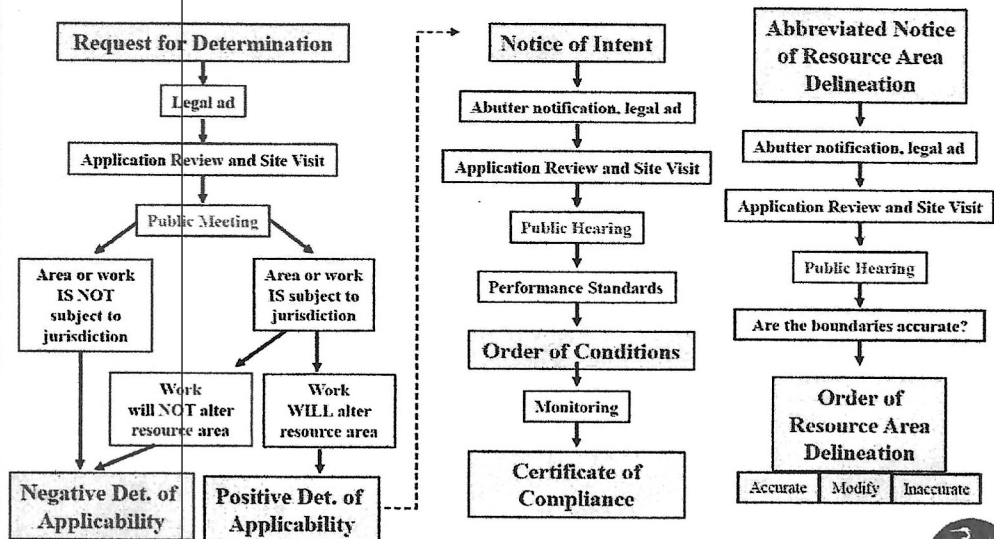 Request for Determination
Legal ad
Application Review and Site Visit
Public Meeting
Area or work
IS NOT
subject to
jurisdiction
Area or work
IS subject to
jurisdiction
Work
will NOT alter
resource area
Work
WILL alter
resource area
Negative Det. of
Applicability
Positive Det. of
Applicability
Notice of Intent
Abutter notification, legal ad
Application Review and Site Visit
Public Hearing
Performance Standards
Order of Conditions
Monitoring
Certificate of
Compliance
Abbreviated Notice
of Resource Area
Delineation
Abutter notification, legal ad
Application Review and Site Visit
Public Hearing
Are the boundaries accurate?
Order of
Resource Area
Delineation
Accurate Modify Inaccurate
3